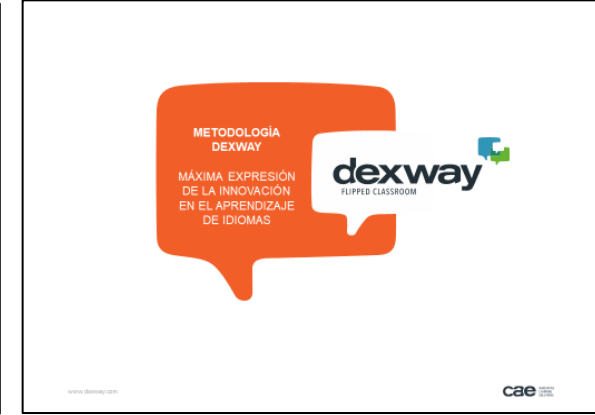 METODOLOGÍA
DEXWAY
MÁXIMA EXPRESIÓN
DE LA INNOVACIÓN
EN EL APRENDIZAJE
DE IDIOMAS
dexway
FLIPPED CLASSROOM
www.dexway.com
cae